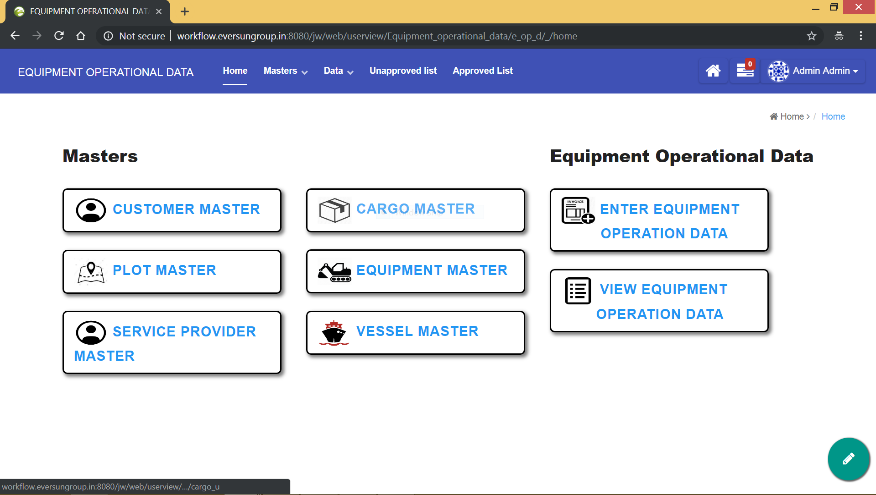 EQUIPMENT OPERATIONAL DAT
Not secure | workflow.eversungroup.in:8080/jw/web/userview/Equipment_operational_data/e_op_d/_/home
EQUIPMENT OPERATIONAL DATA
Home
Masters
Data
Unapproved list
Approved List
0
Admin Admin
Home > / Home
Masters
Equipment Operational Data
CUSTOMER MASTER
CARGO MASTER
INVOICE
ENTER EQUIPMENT
OPERATION DATA
PLOT MASTER
EQUIPMENT MASTER
VIEW EQUIPMENT
OPERATION DATA
SERVICE PROVIDER
MASTER
VESSEL MASTER
workflow.eversungroup.in:8080/jw/web/userview/.../cargo_u